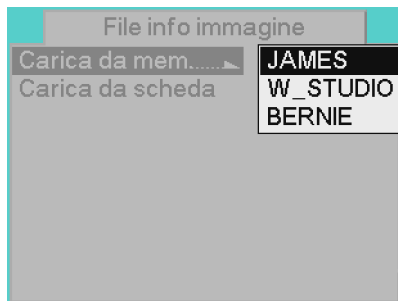 File info immagine
Carica da mem....... JAMES
Carica da scheda W_STUDIO
BERNIE